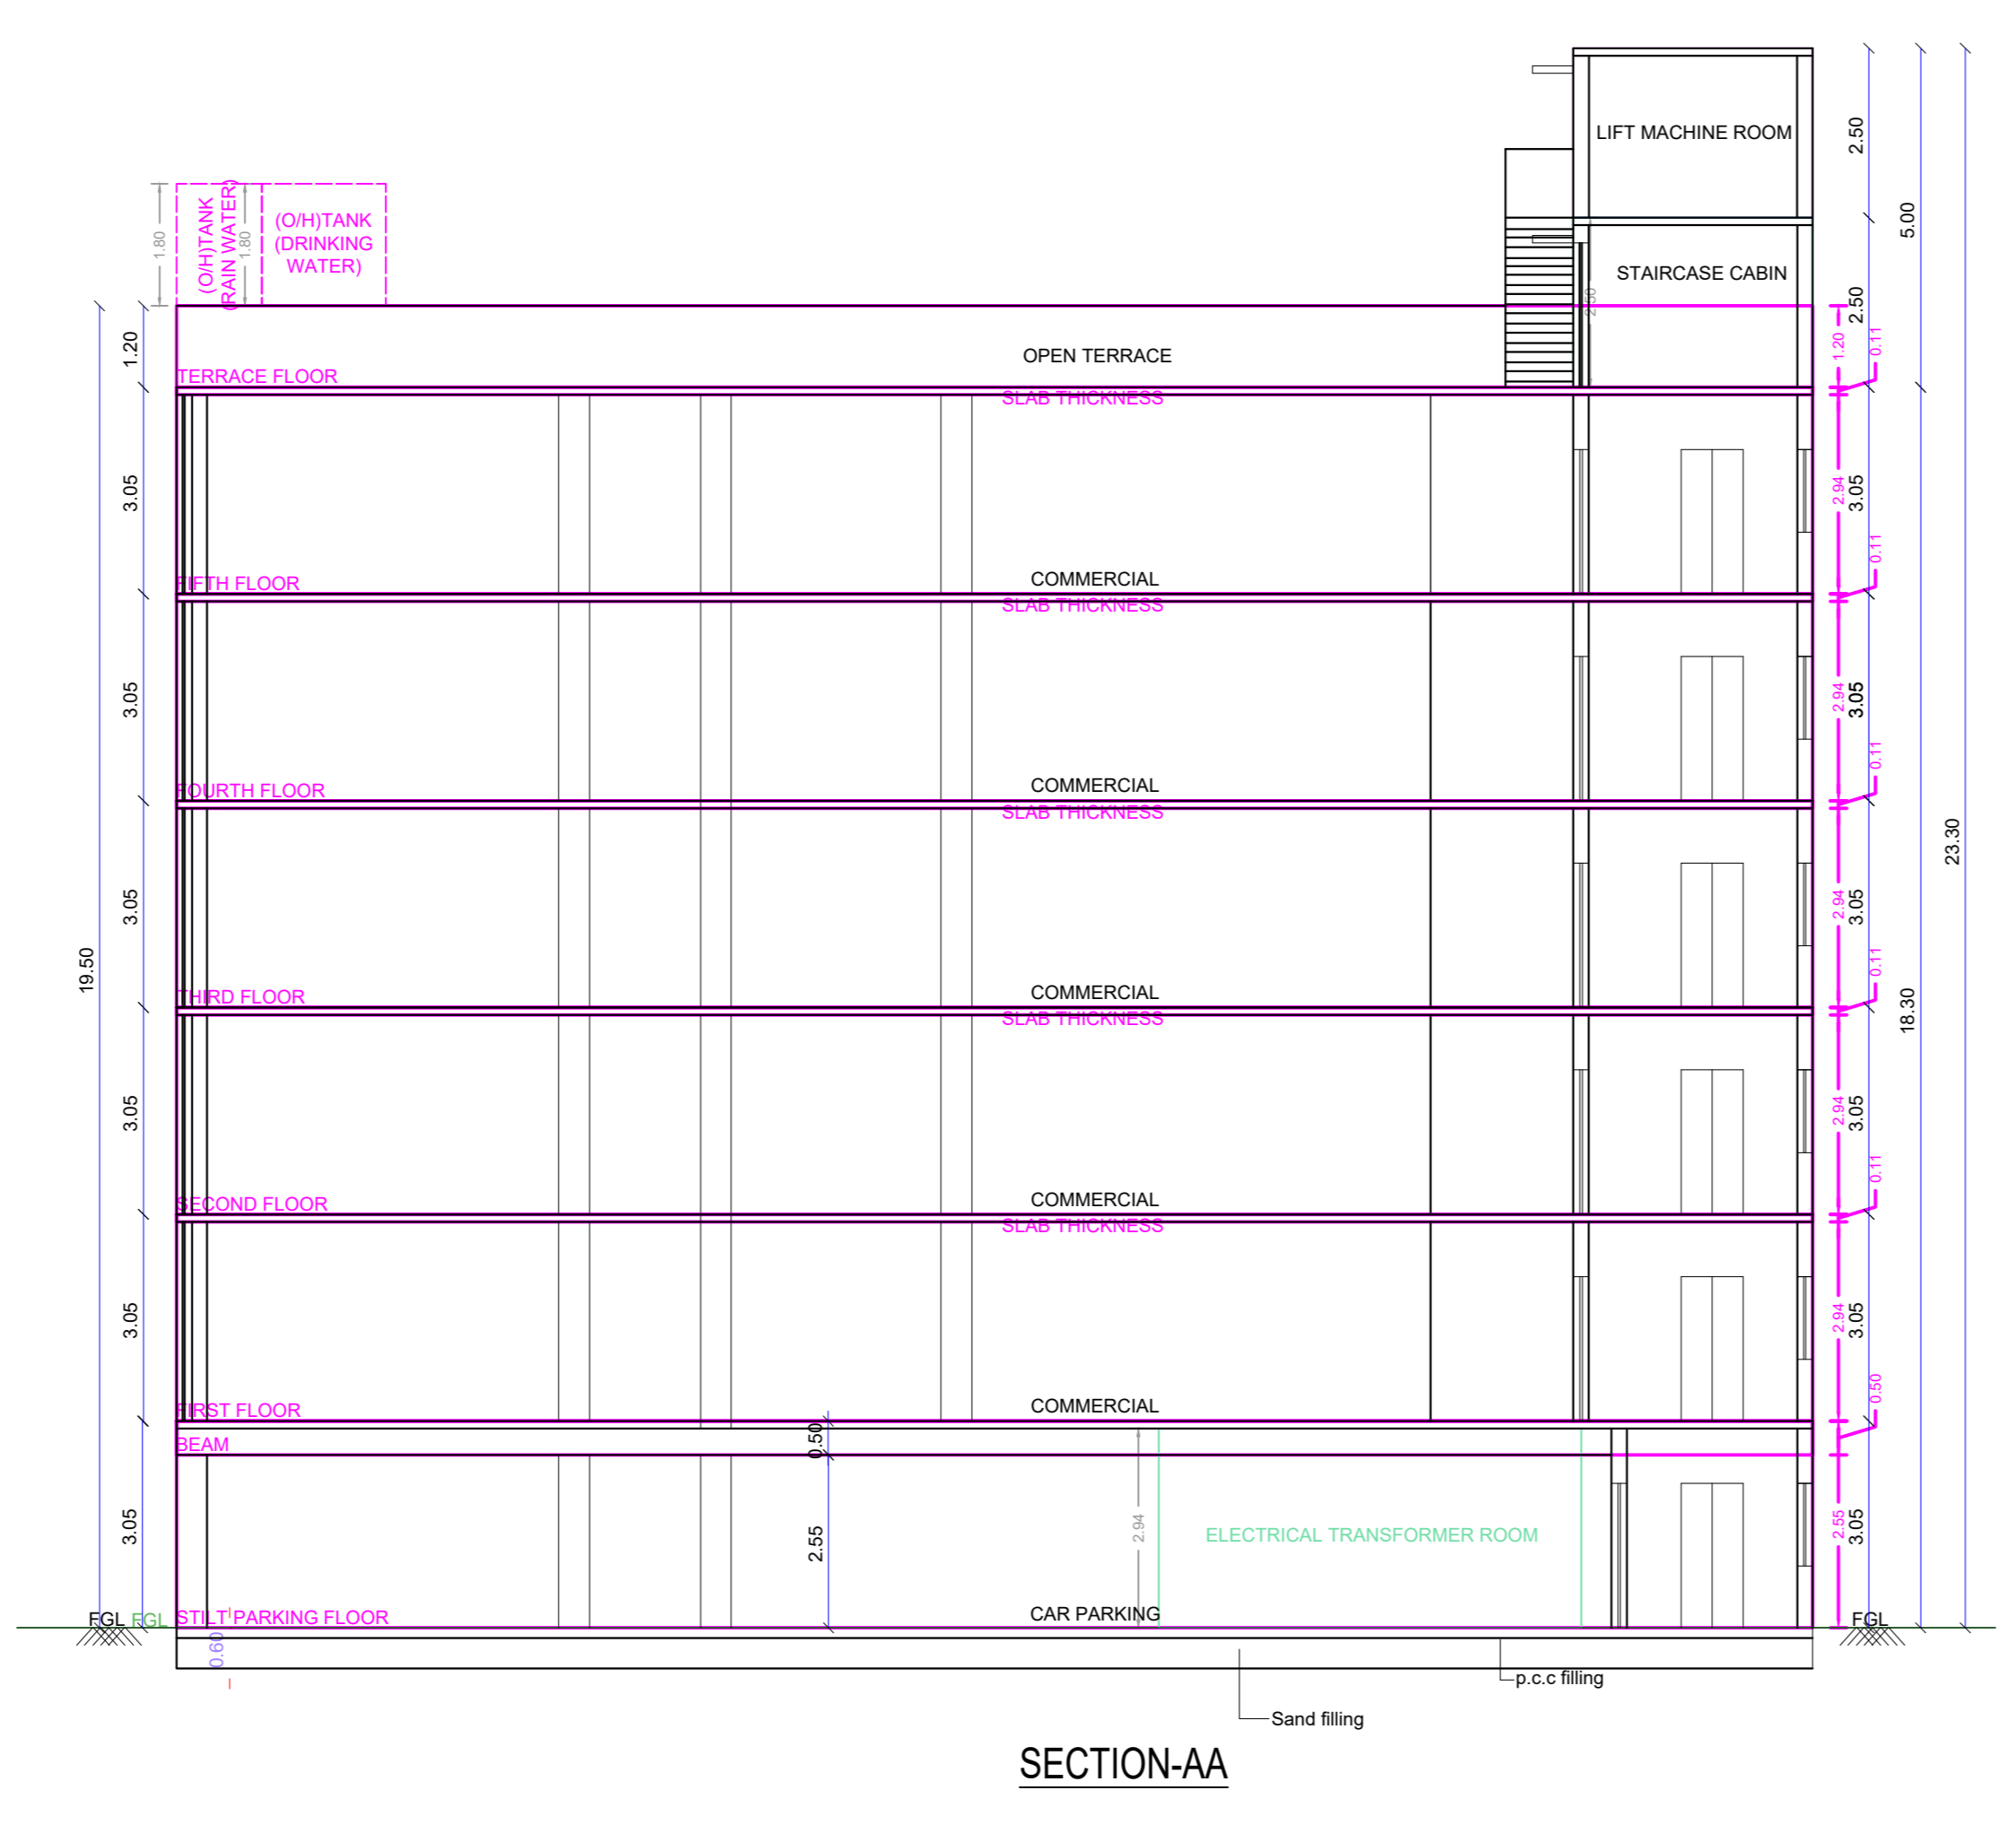 LIFT MACHINE ROOM
2.50
5.00
(O/H)TANK
(RAIN WATER)
(O/H)TANK
(DRINKING
WATER)
1.80
1.80
STAIRCASE CABIN
2.50
2.50
1.20
OPEN TERRACE
1.20
0.11
TERRACE FLOOR
SLAB THICKNESS
3.05
2.94
3.05
0.11
FIFTH FLOOR
COMMERCIAL
SLAB THICKNESS
3.05
2.94
3.05
0.11
FOURTH FLOOR
COMMERCIAL
SLAB THICKNESS
23.30
3.05
2.94
3.05
0.11
19.50
THIRD FLOOR
COMMERCIAL
18.30
SLAB THICKNESS
3.05
2.94
3.05
0.11
SECOND FLOOR
COMMERCIAL
SLAB THICKNESS
3.05
2.94
3.05
0.50
FIRST FLOOR
COMMERCIAL
BEAM
0.50
3.05
2.55
2.94
ELECTRICAL TRANSFORMER ROOM
2.55
3.05
FGL
FGL
STILT PARKING FLOOR
CAR PARKING
FGL
0.60
p.c.c filling
Sand filling
SECTION-AA